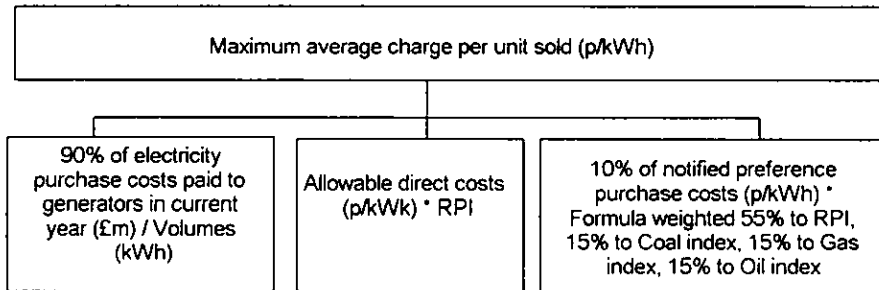 Maximum average charge per unit sold (p/kWh)
90% of electricity
purchase costs paid to
generators in current
year (£m) / Volumes
(kWh)
Allowable direct costs
(p/kWk) * RPI
10% of notified preference
purchase costs (p/kWh) *
Formula weighted 55% to RPI,
15% to Coal index, 15% to Gas
index, 15% to Oil index